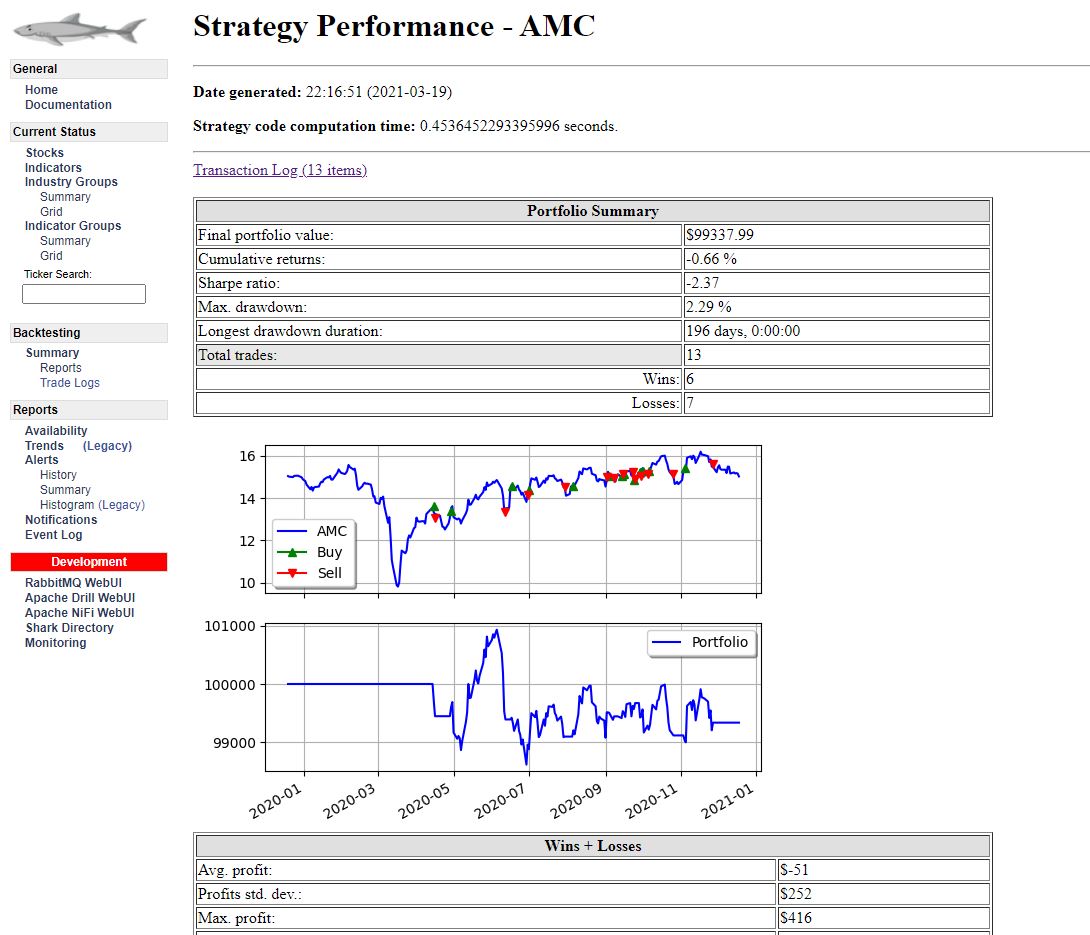 General
Home
Documentation
Current Status
Stocks
Indicators
Industry Groups
Summary
Grid
Indicator Groups
Summary
Grid
Ticker Search:
Backtesting
Summary
Reports
Trade Logs
Reports
Availability
Trends (Legacy)
Alerts
History
Summary
Histogram (Legacy)
Notifications
Event Log
Development
RabbitMQ WebUI
Apache Drill WebUI
Apache NiFi WebUI
Shark Directory
Monitoring
Strategy Performance - AMC
Date generated: 22:16:51 (2021-03-19)
Strategy code computation time: 0.4536452293395996 seconds.
Transaction Log (13 items)
Portfolio Summary
Final portfolio value: $99337.99
Cumulative returns: -0.66 %
Sharpe ratio: -2.37
Max. drawdown: 2.29 %
Longest drawdown duration: 196 days, 0:00:00
Total trades: 13
Wins: 6
Losses: 7
16
14
12
10
AMC
Buy
Sell
101000
100000
99000
Portfolio
2020-01
2020-03
2020-05
2020-07
2020-09
2020-11
2021-01
Wins + Losses
Avg. profit: $-51
Profits std. dev.: $252
Max. profit: $416